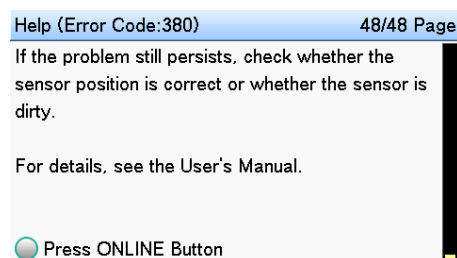 Help (Error Code:380) 48/48 Page
If the problem still persists, check whether the
sensor position is correct or whether the sensor is
dirty.
For details, see the User's Manual.
Press ONLINE Button